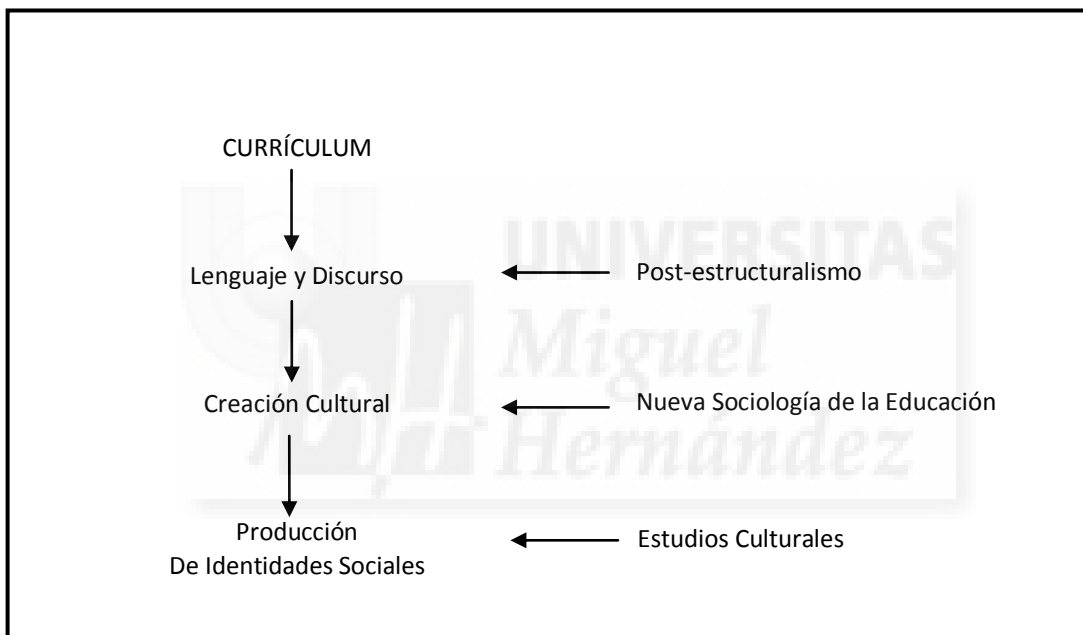 CURRÍCULUM
UNIVERSITAS
Lenguaje y Discurso
Post-estructuralismo
Miguel
Creación Cultural
Nueva Sociología de la Educación
Hernández
Producción
De Identidades Sociales
Estudios Culturales